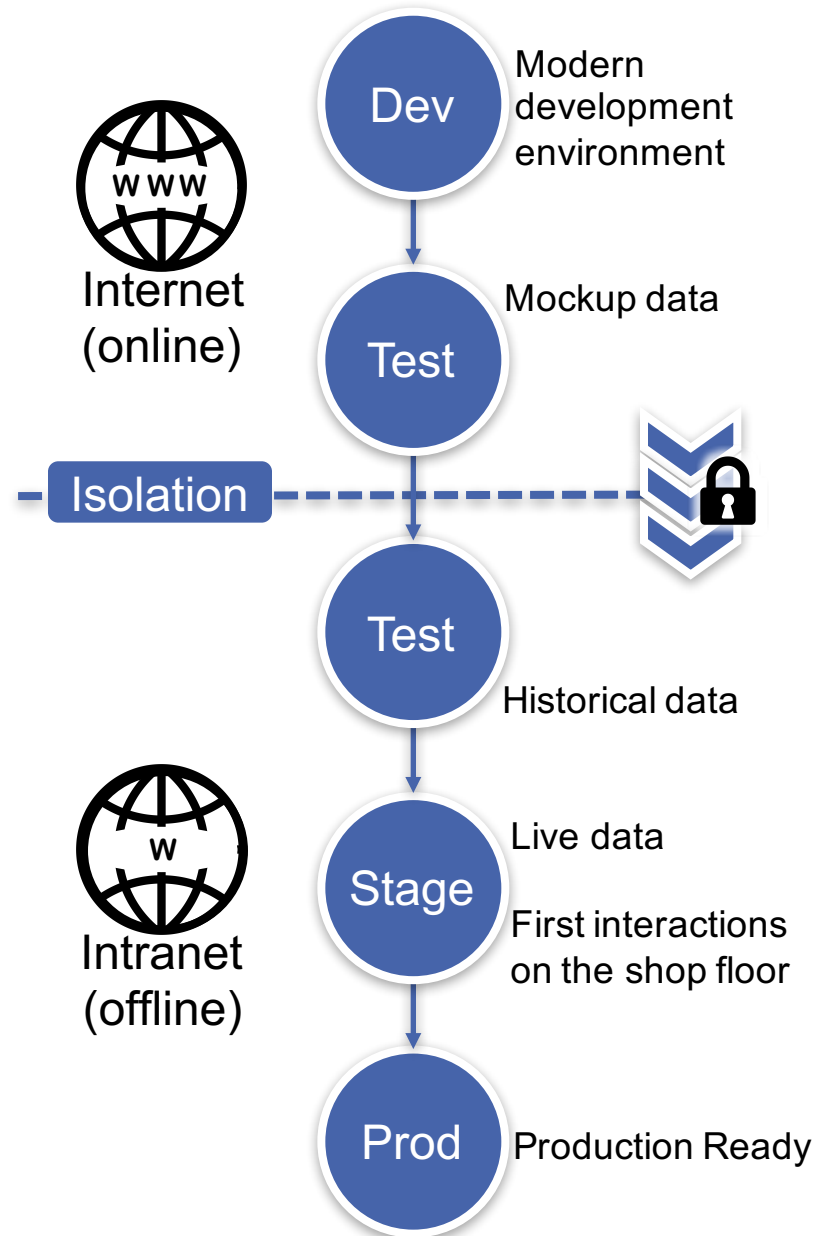 Dev
Modern
development
environment
WWW
Internet
(online)
Mockup data
Test
Isolation
Test
Historical data
W
Intranet
(offline)
Live data
Stage
First interactions
on the shop floor
Prod
Production Ready